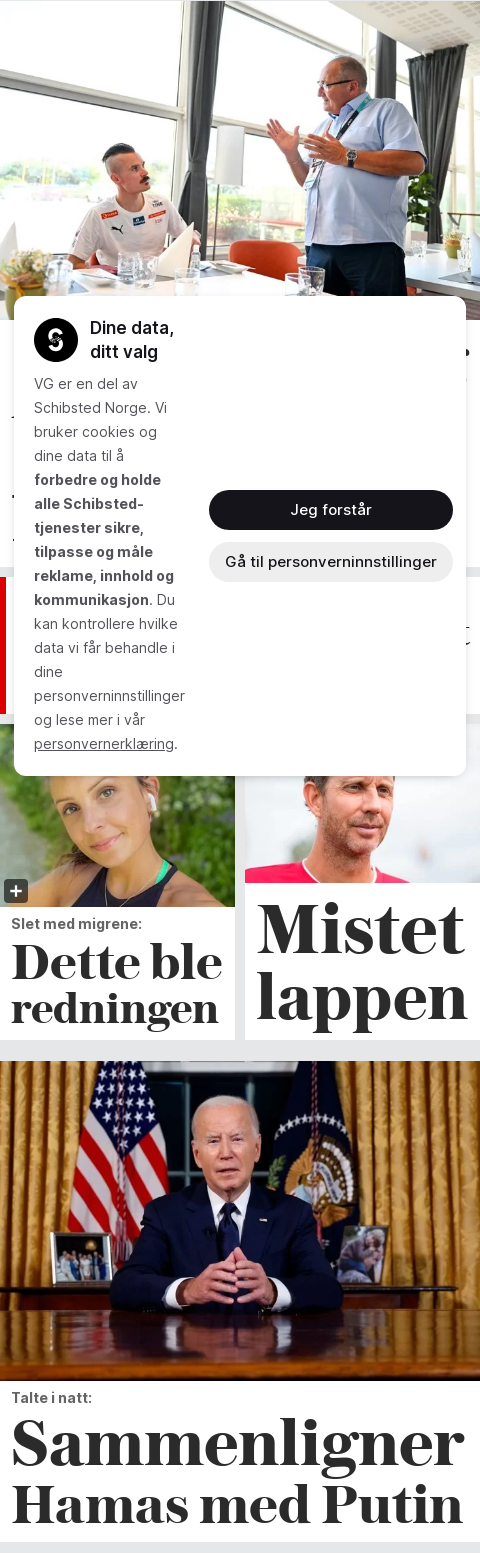 Dine data,
ditt valg
VG er en del av
Schibsted Norge. Vi
bruker cookies og
dine data til å
forbedre og holde
alle Schibsted-
tjenester sikre,
tilpasse og måle
reklame, innhold og
kommunikasjon. Du
kan kontrollere hvilke
data vi får behandle i
dine
personverninnstillinger
og lese mer i vår
personvernerklæring.
Jeg forstår
Gå til personverninnstillinger
Slet med migrene:
Dette ble
redningen
Mistet
lappen
Talte i natt:
Sammenligner
Hamas med Putin